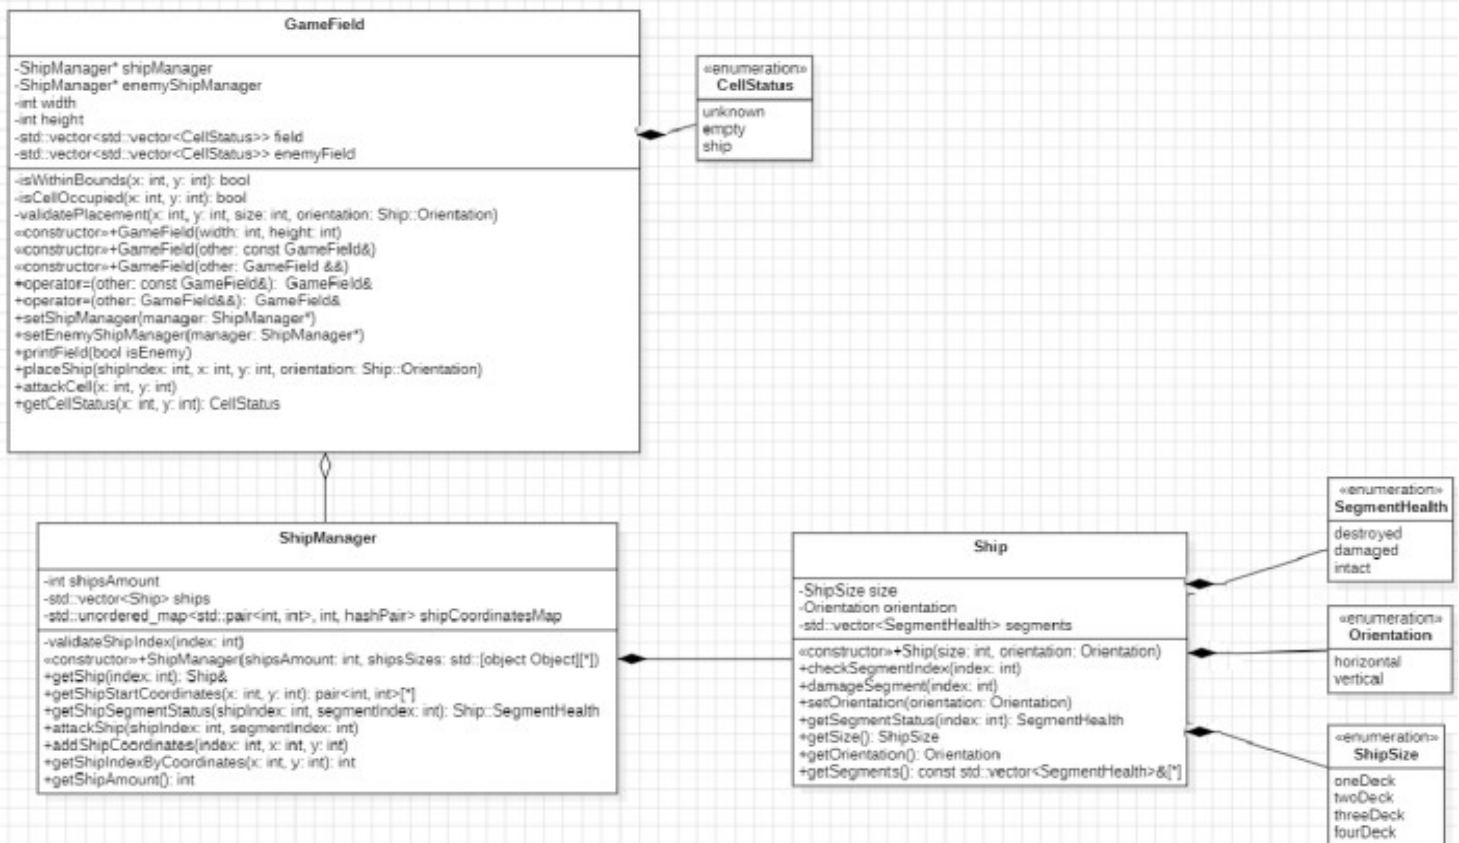 GameField
-ShipManager* shipManager
-ShipManager* enemyShipManager
-int width
-int height
-std::vector<std::vector<CellStatus>> field
-std::vector<std::vector<CellStatus>> enemyField
-isWithinBounds(x: int, y: int): bool
-isCellOccupied(x: int, y: int): bool
-validatePlacement(x: int, y: int, size: int, orientation: Ship::Orientation)
«constructor»+GameField(width: int, height: int)
«constructor»+GameField(other: const GameField&)
«constructor»+GameField(other: GameField &&)
+operator=(other: const GameField&): GameField&
+operator=(other: GameField&&): GameField&
+setShipManager(manager: ShipManager*)
+setEnemyShipManager(manager: ShipManager*)
+printField(bool isEnemy)
+placeShip(shipIndex: int, x: int, y: int, orientation: Ship::Orientation)
+attackCell(x: int, y: int)
+getCellStatus(x: int, y: int): CellStatus
«enumeration»
CellStatus
unknown
empty
ship
ShipManager
-int shipsAmount
-std::vector<Ship> ships
-std::unordered_map<std::pair<int, int>, int, hashPair> shipCoordinatesMap
-validateShipIndex(index: int)
«constructor»+ShipManager(shipsAmount: int, shipsSizes: std::[object Object][*])
+getShip(index: int): Ship&
+getShipStartCoordinates(x: int, y: int): pair<int, int>[*]
+getShipSegmentStatus(shipIndex: int, segmentIndex: int): Ship::SegmentHealth
+attackShip(shipIndex: int, segmentIndex: int)
+addShipCoordinates(index: int, x: int, y: int)
+getShipIndexByCoordinates(x: int, y: int): int
+getShipAmount(): int
Ship
-ShipSize size
-Orientation orientation
-std::vector<SegmentHealth> segments
«constructor»+Ship(size: int, orientation: Orientation)
+checkSegmentIndex(index: int)
+damageSegment(index: int)
+setOrientation(orientation: Orientation)
+getSegmentStatus(index: int): SegmentHealth
+getSize(): ShipSize
+getOrientation(): Orientation
+getSegments(): const std::vector<SegmentHealth>&[*]
«enumeration»
SegmentHealth
destroyed
damaged
intact
«enumeration»
Orientation
horizontal
vertical
«enumeration»
ShipSize
oneDeck
twoDeck
threeDeck
fourDeck